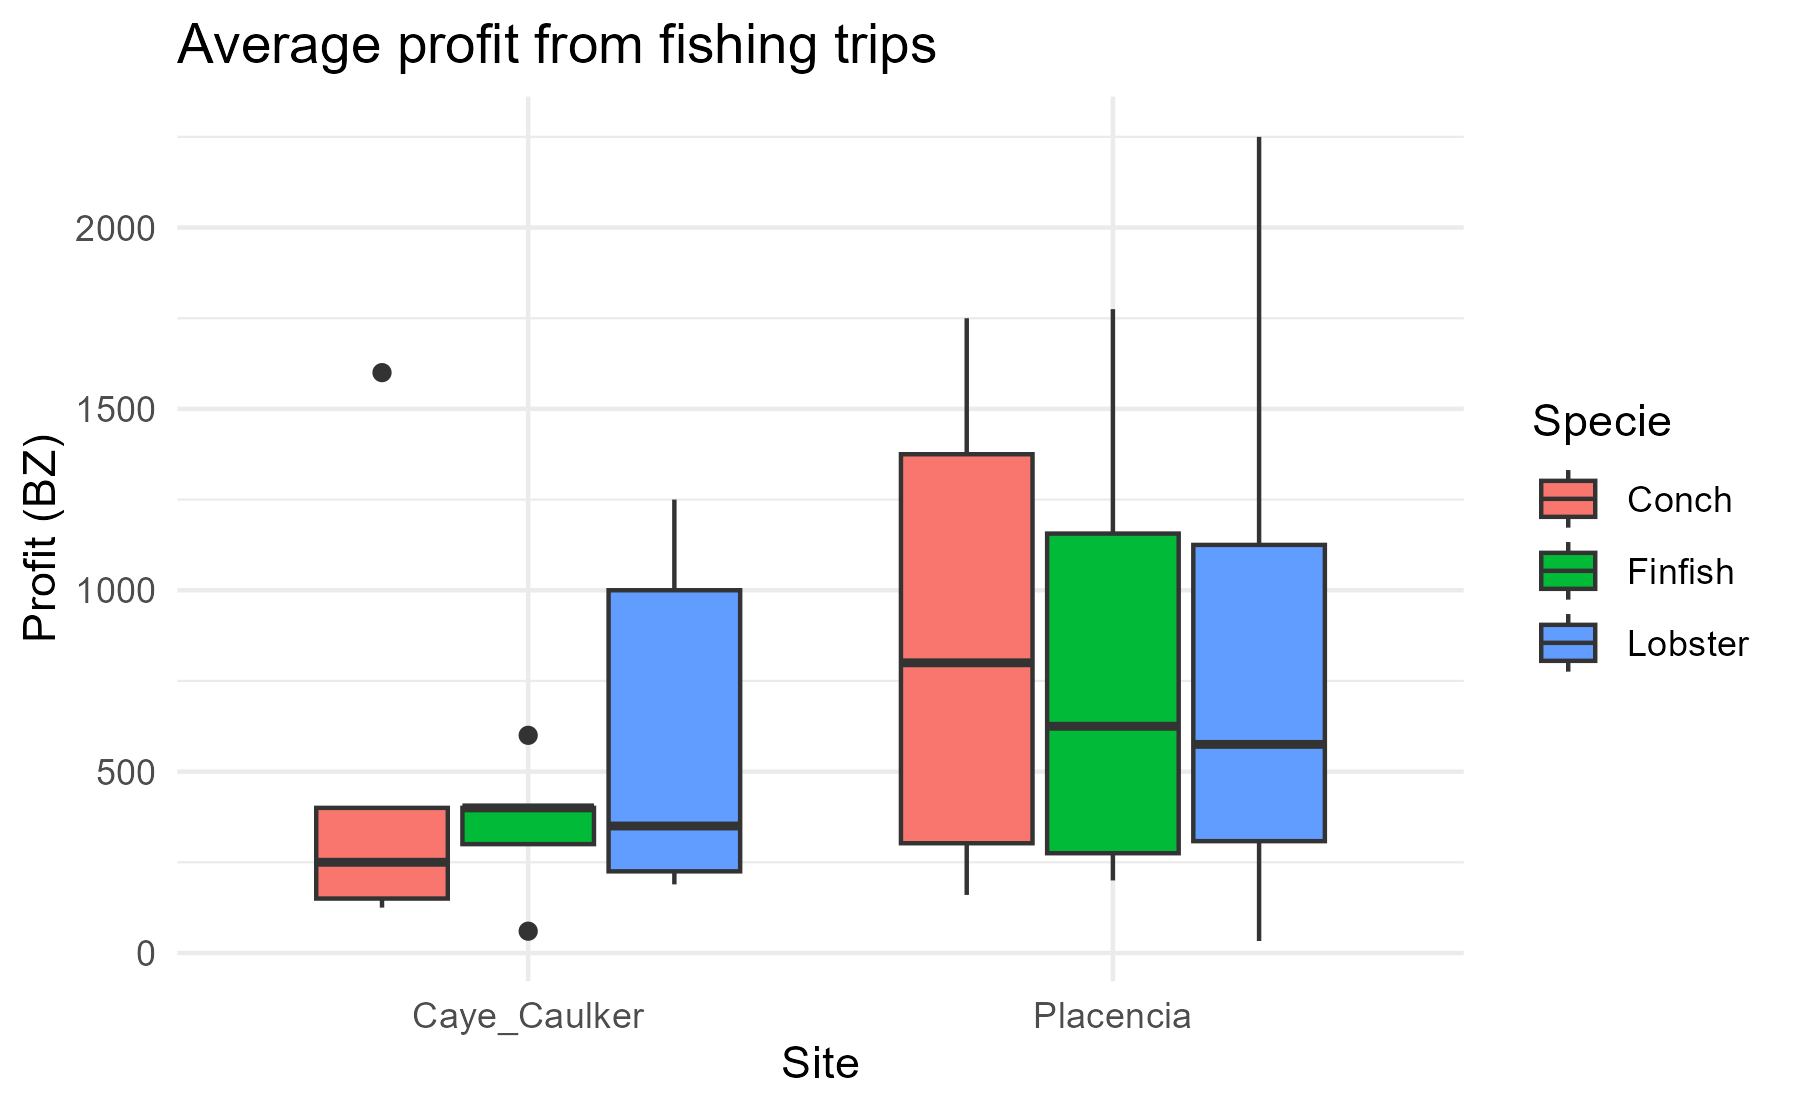 Average profit from fishing trips
Profit (BZ)
2000
1500
1000
500
0
Caye_Caulker
Placencia
Site
Specie
Conch
Finfish
Lobster